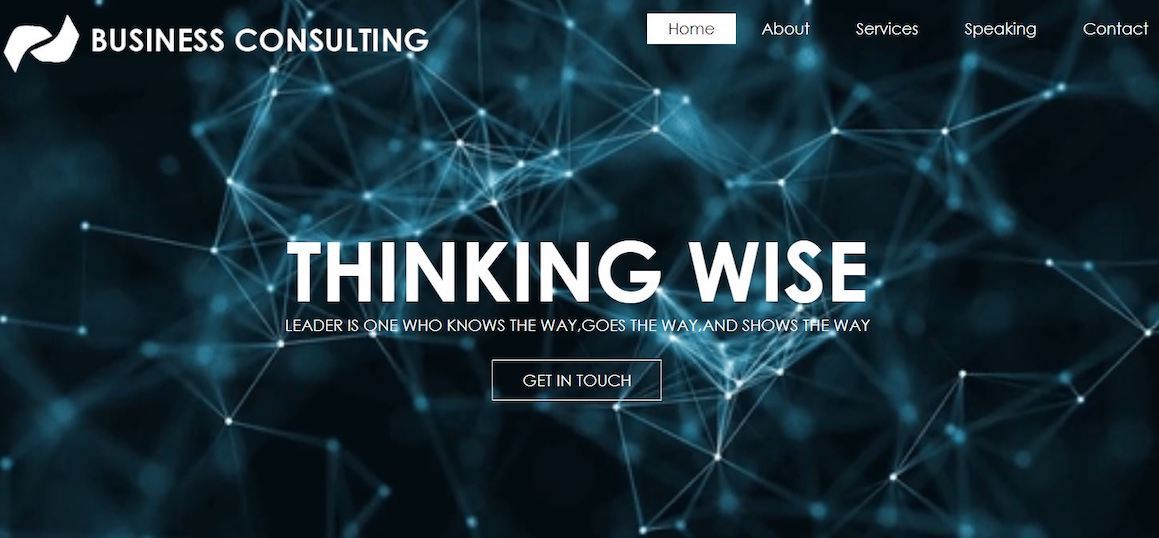 BUSINESS CONSULTING
Home About Services Speaking Contact
THINKING WISE
LEADER IS ONE WHO KNOWS THE WAY,GOES THE WAY,AND SHOWS THE WAY
GET IN TOUCH